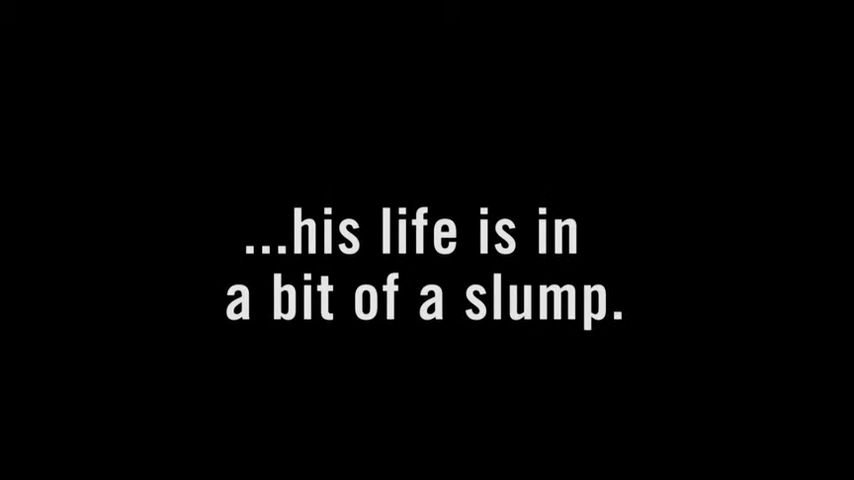 ...his life is in
a bit of a slump.